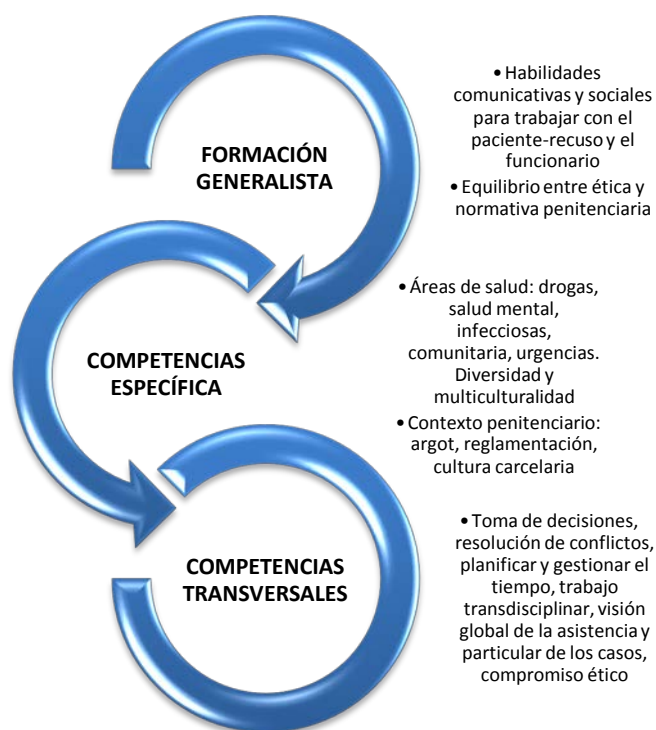 FORMACIÓN
GENERALISTA
•Habilidades
comunicativas y sociales
para trabajar con el
paciente-recuso y el
funcionario
•Equilibrio entre ética y
normativa penitenciaria
COMPETENCIAS
ESPECÍFICA
•Áreas de salud: drogas,
salud mental,
infecciosas,
comunitaria, urgencias.
Diversidad y
multiculturalidad
•Contexto penitenciario:
argot, reglamentación,
cultura carcelaria
COMPETENCIAS
TRANSVERSALES
•Toma de decisiones,
resolución de conflictos,
planificar y gestionar el
tiempo, trabajo
transdisciplinar, visión
global de la asistencia y
particular de los casos,
compromiso ético